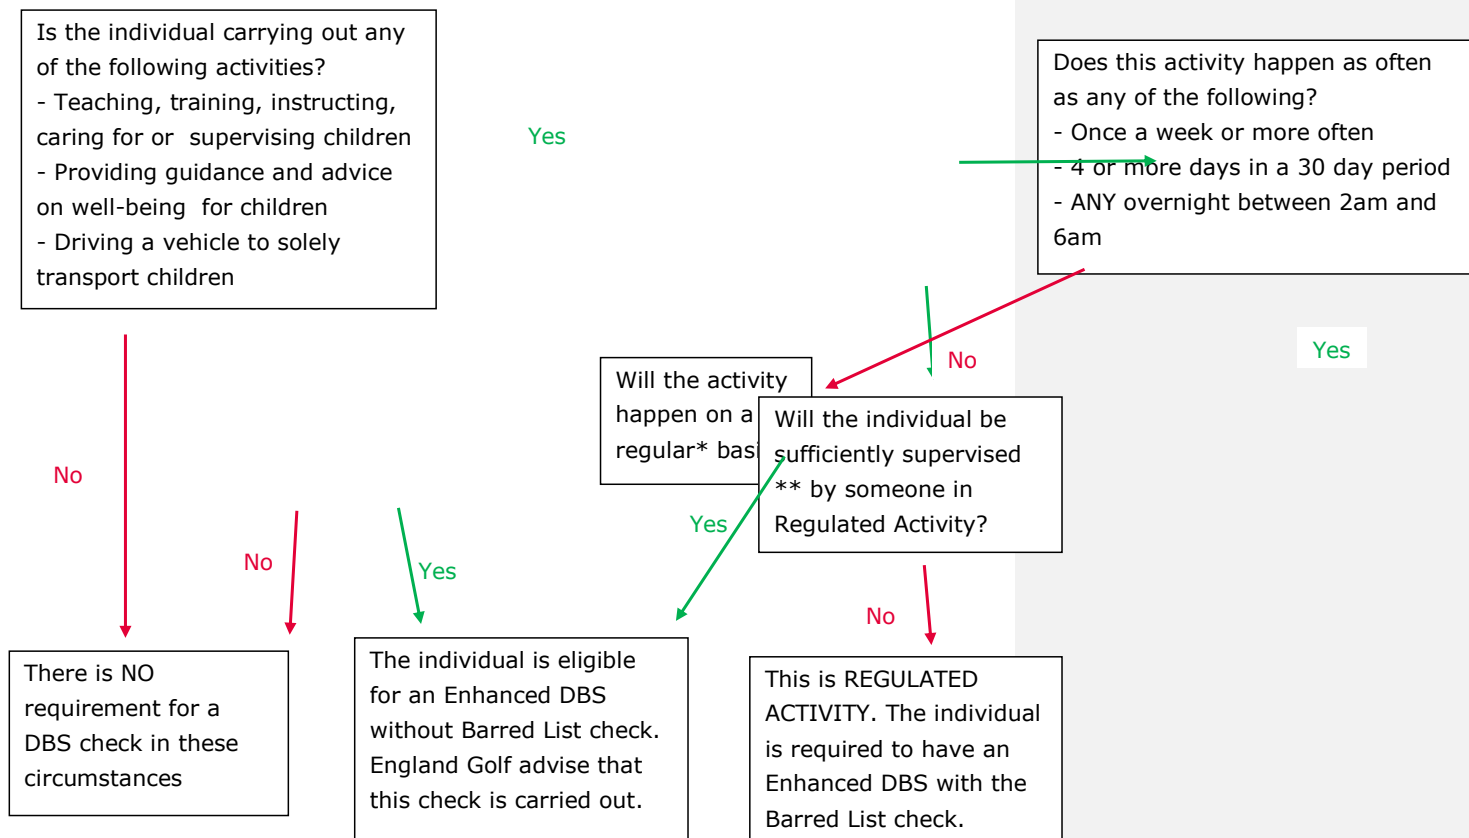 Is the individual carrying out any
of the following activities?
- Teaching, training, instructing,
caring for or supervising children
- Providing guidance and advice
on well-being for children
- Driving a vehicle to solely
transport children
Yes
Does this activity happen as often
as any of the following?
- Once a week or more often
- 4 or more days in a 30 day period
- ANY overnight between 2am and
6am
No
Yes
Will the activity
happen on a
regular* basi
Will the individual be
sufficiently supervised
** by someone in
Regulated Activity?
No
Yes
No
Yes
No
There is NO
requirement for a
DBS check in these
circumstances
The individual is eligible
for an Enhanced DBS
without Barred List check.
England Golf advise that
this check is carried out.
This is REGULATED
ACTIVITY. The individual
is required to have an
Enhanced DBS with the
Barred List check.